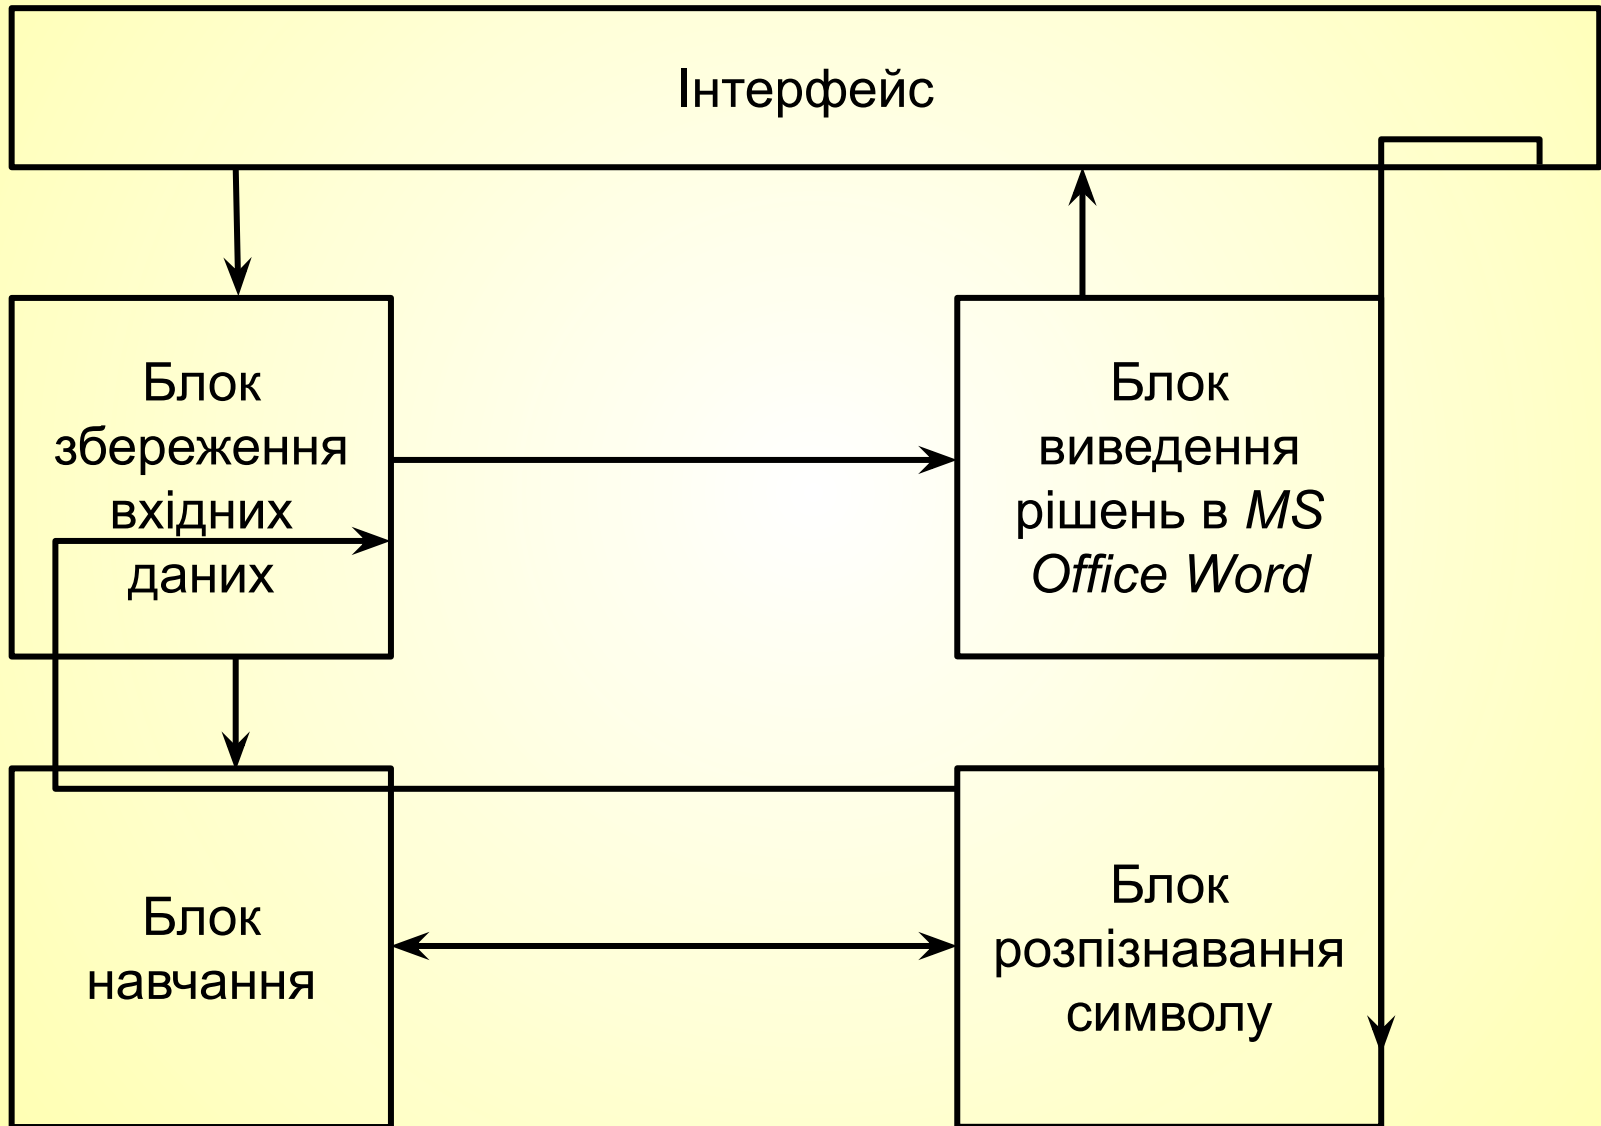 Інтерфейс
Блок
збереження
вхідних
даних
Блок
виведення
рішень в MS
Office Word
Блок
навчання
Блок
розпізнавання
символу